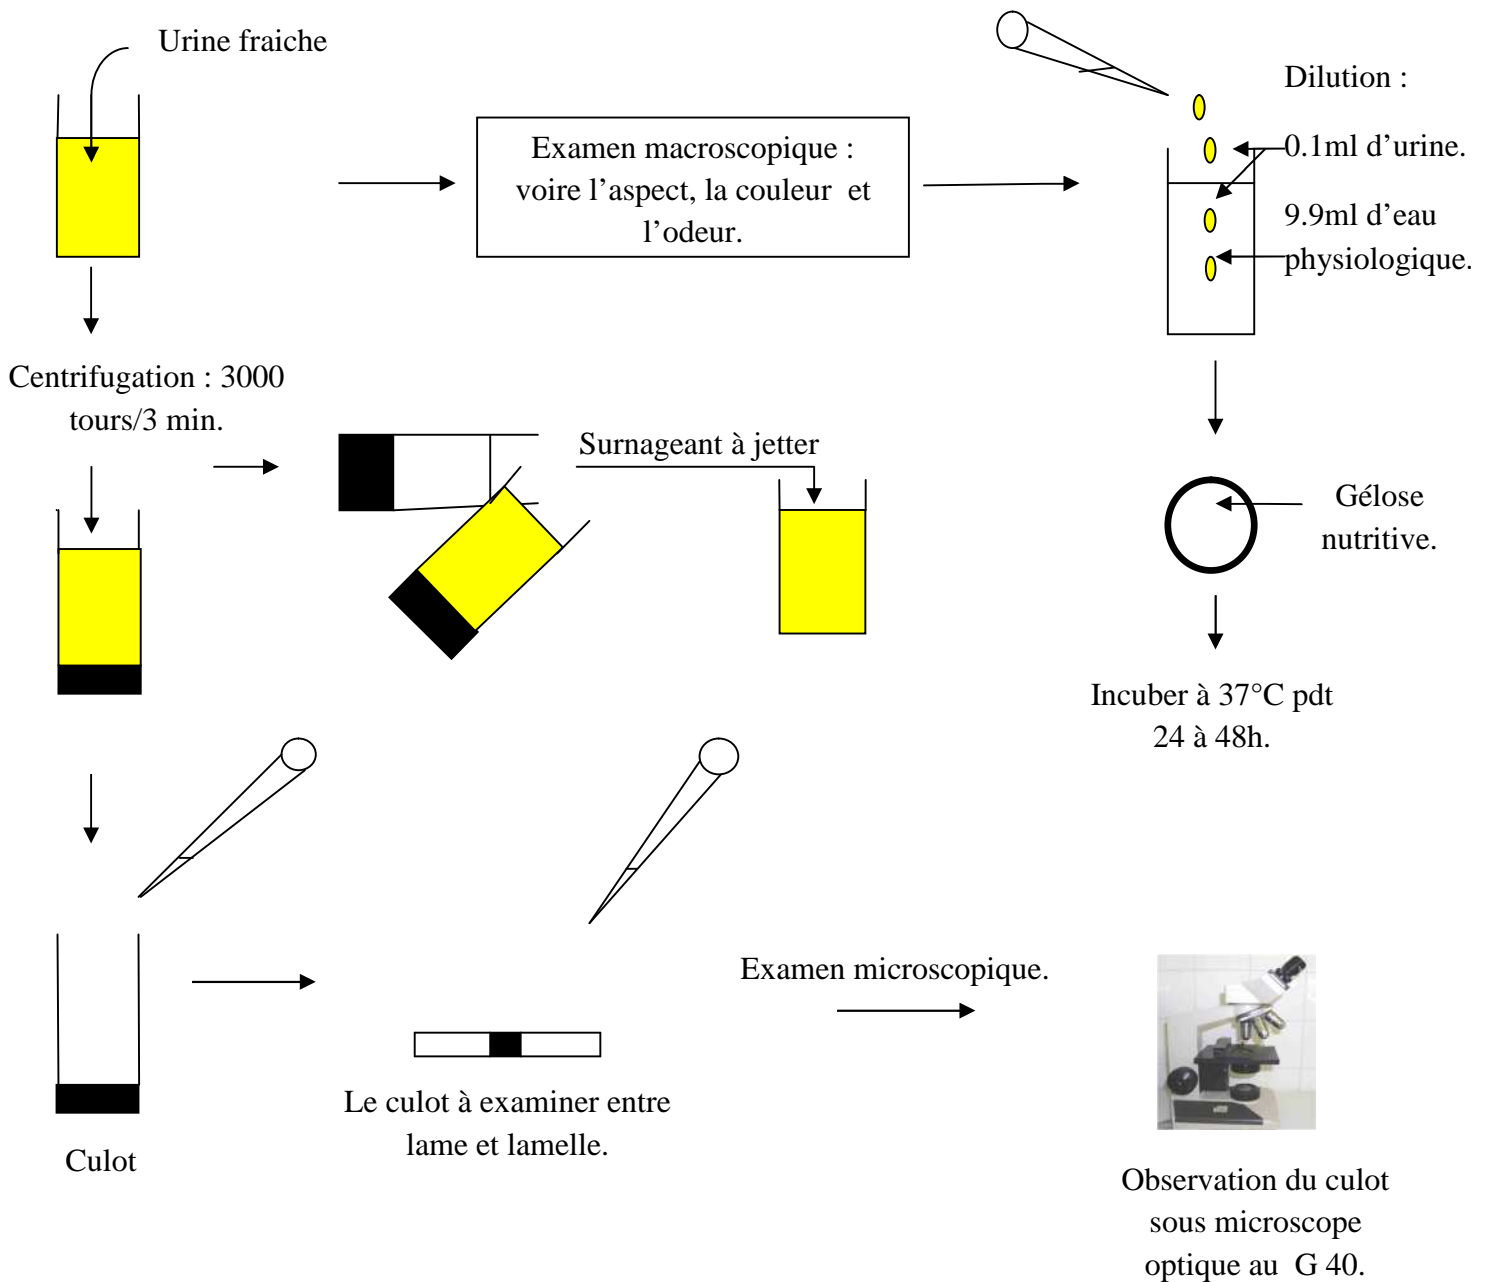 Urine fraiche
Examen macroscopique :
voire l’aspect, la couleur et
l’odeur.
Dilution :
0.1ml d’urine.
9.9ml d’eau
physiologique.
Centrifugation : 3000
tours/3 min.
Surnageant à jetter
Gélose
nutritive.
Incuber à 37°C pdt
24 à 48h.
Examen microscopique.
Culot
Le culot à examiner entre
lame et lamelle.
Observation du culot
sous microscope
optique au G 40.